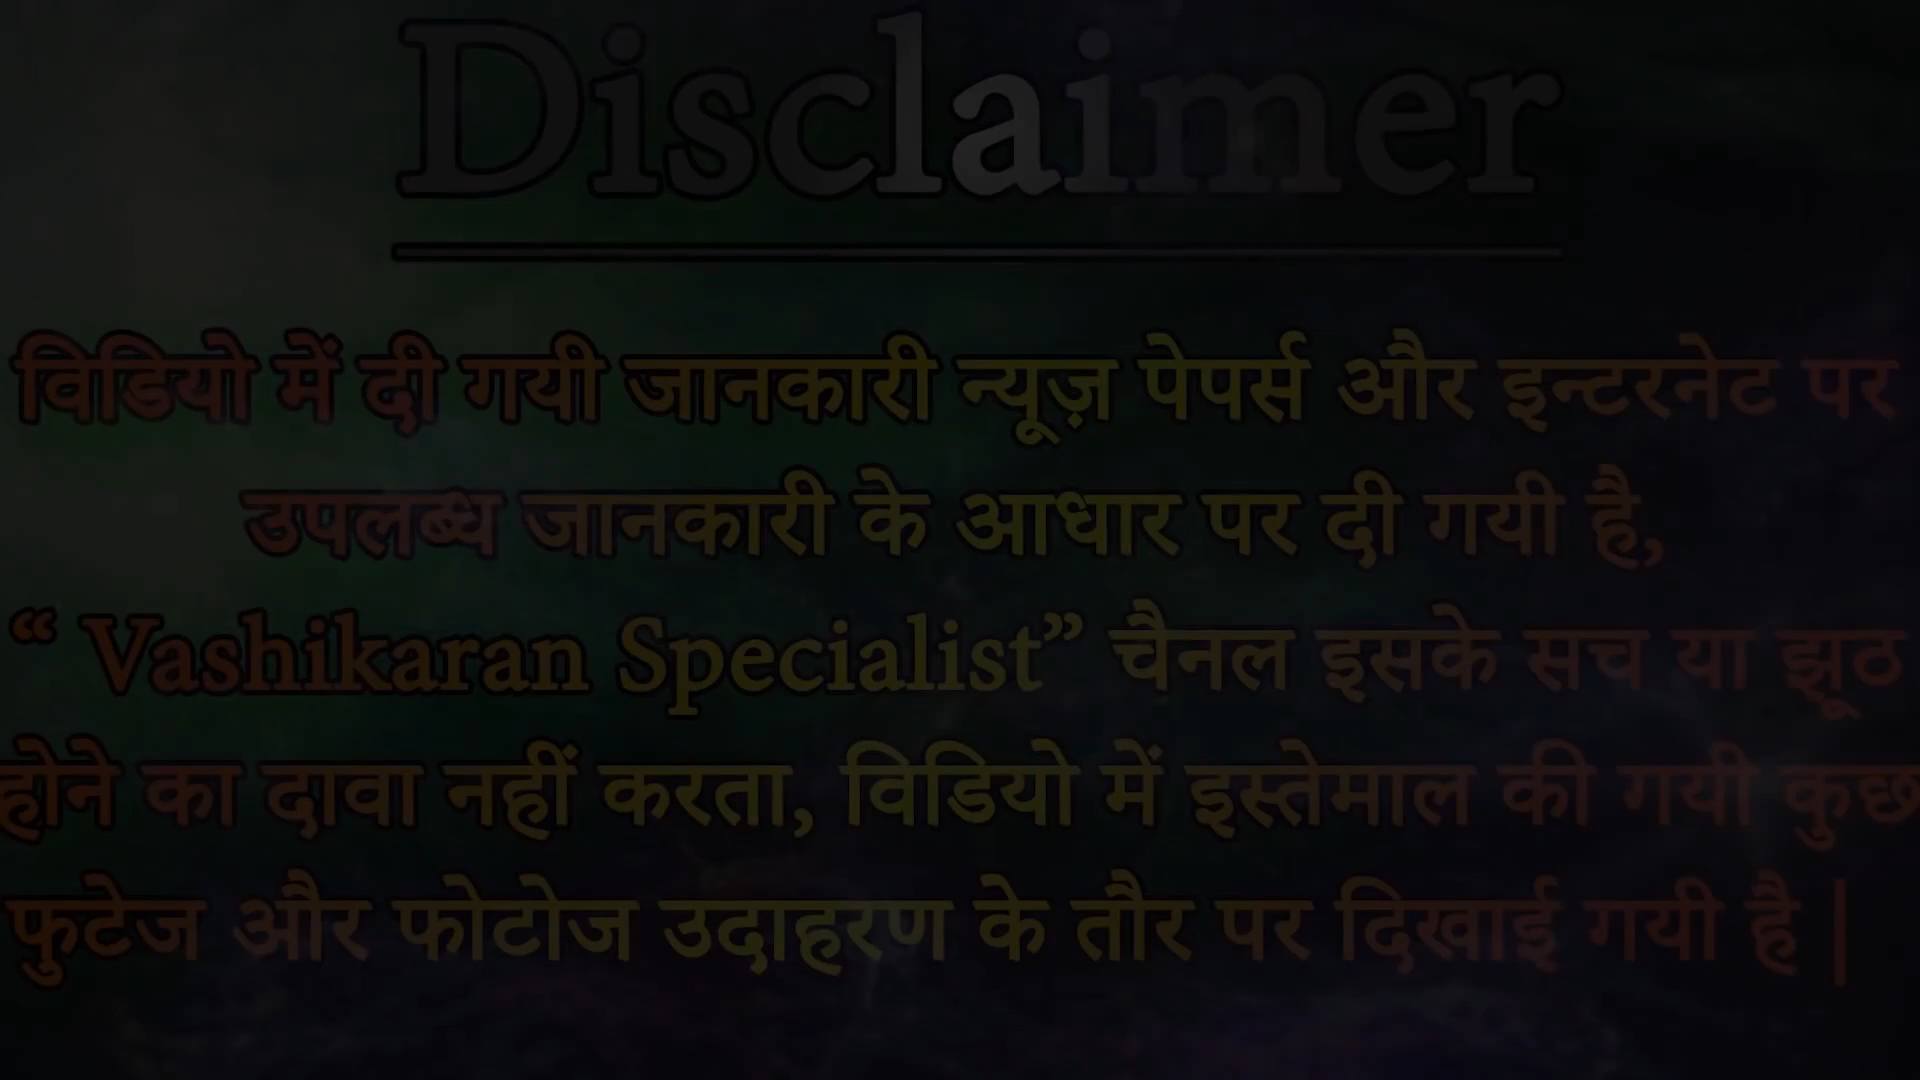 Disclaimer
विडियो में दी गयी जानकारी न्यूज़ पेपर्स और इन्टरनेट पर
उपलब्ध जानकारी के आधार पर दी गयी है,
“ Vashikaran Specialist” चैनल इसके सच या झूठ
होने का दावा नहीं करता, विडियो में इस्तेमाल की गयी कुछ
फुटेज और फोटोज उदाहरण के तौर पर दिखाई गयी है |